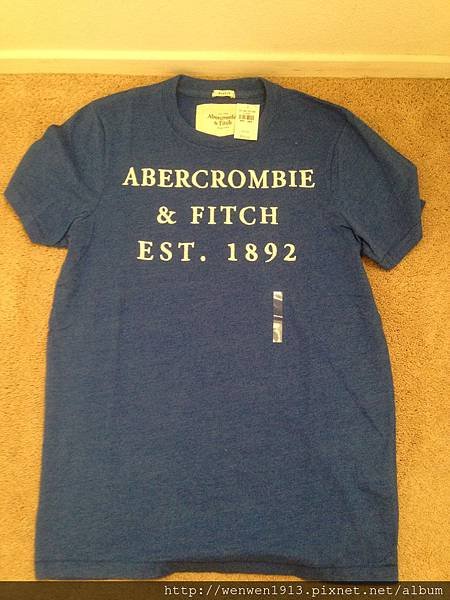 Abercrombie
& Fitch
ABERCROMBIE
& FITCH
EST. 1892
http://wenwen1913.pixnet.net/album